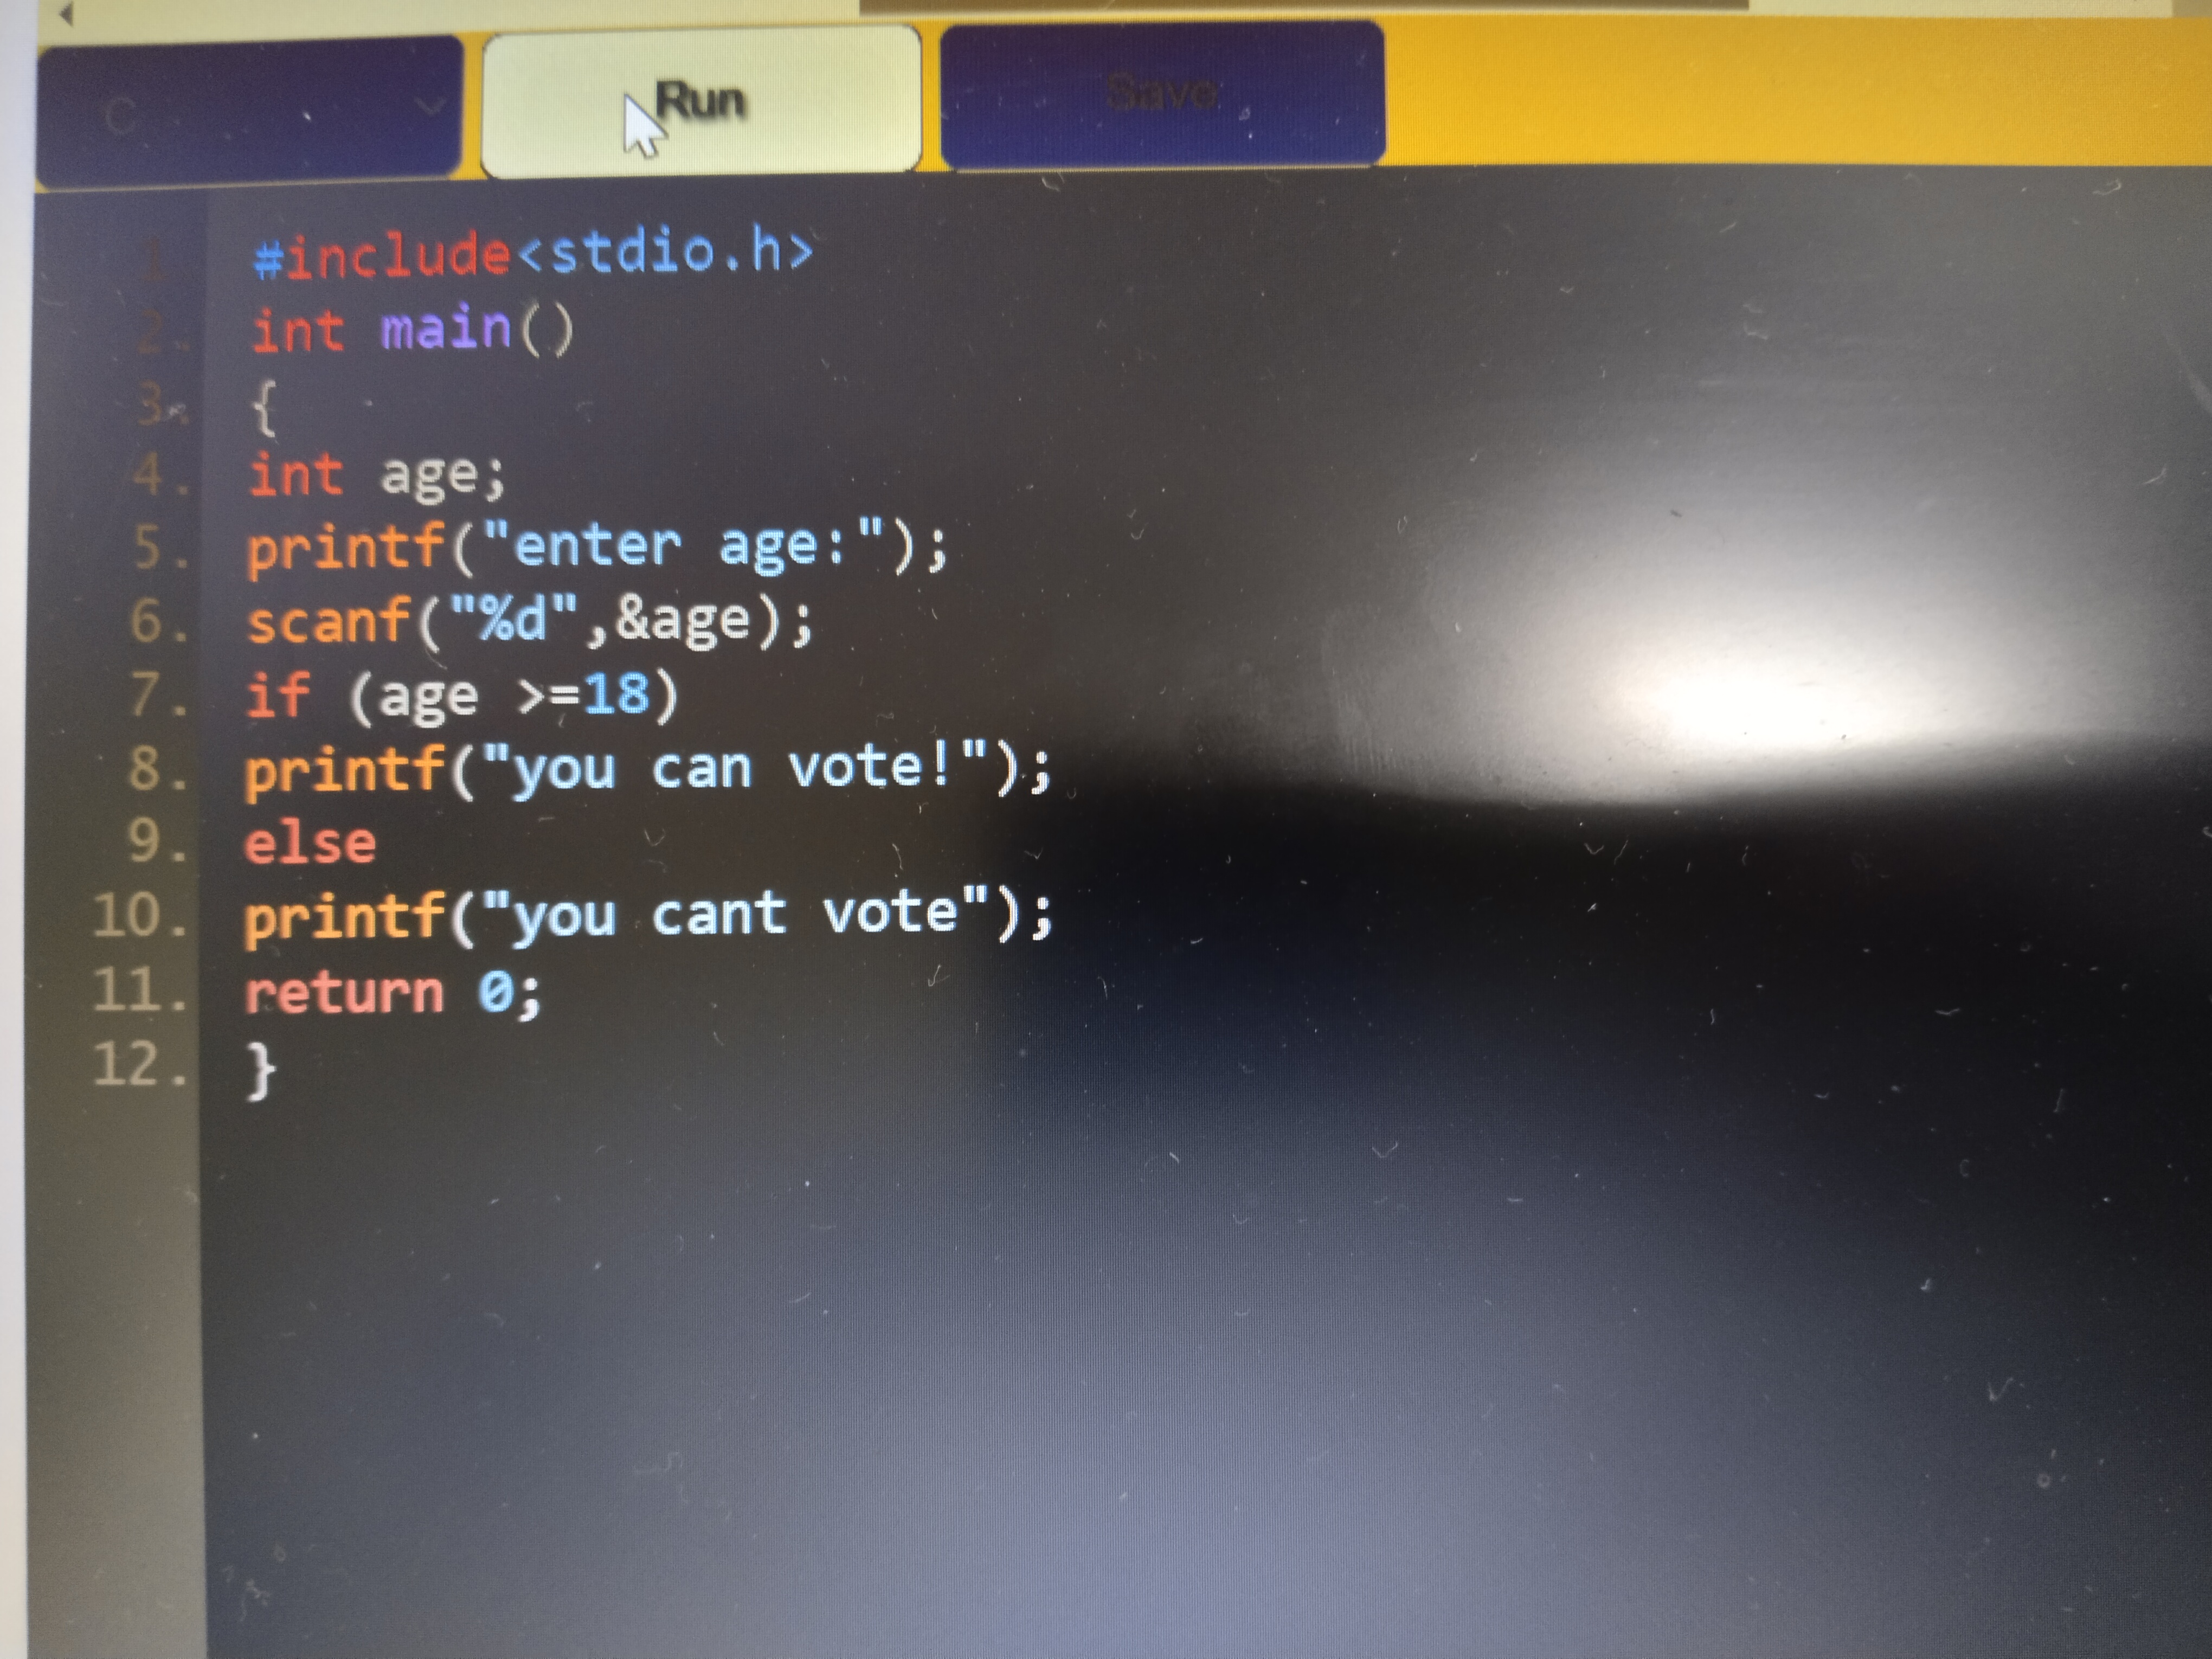 C Run Save
1. #include<stdio.h>
2. int main()
3. {
4. int age;
5. printf("enter age:");
6. scanf("%d",&age);
7. if (age >=18)
8. printf("you can vote!");
9. else
10. printf("you cant vote");
11. return 0;
12. }